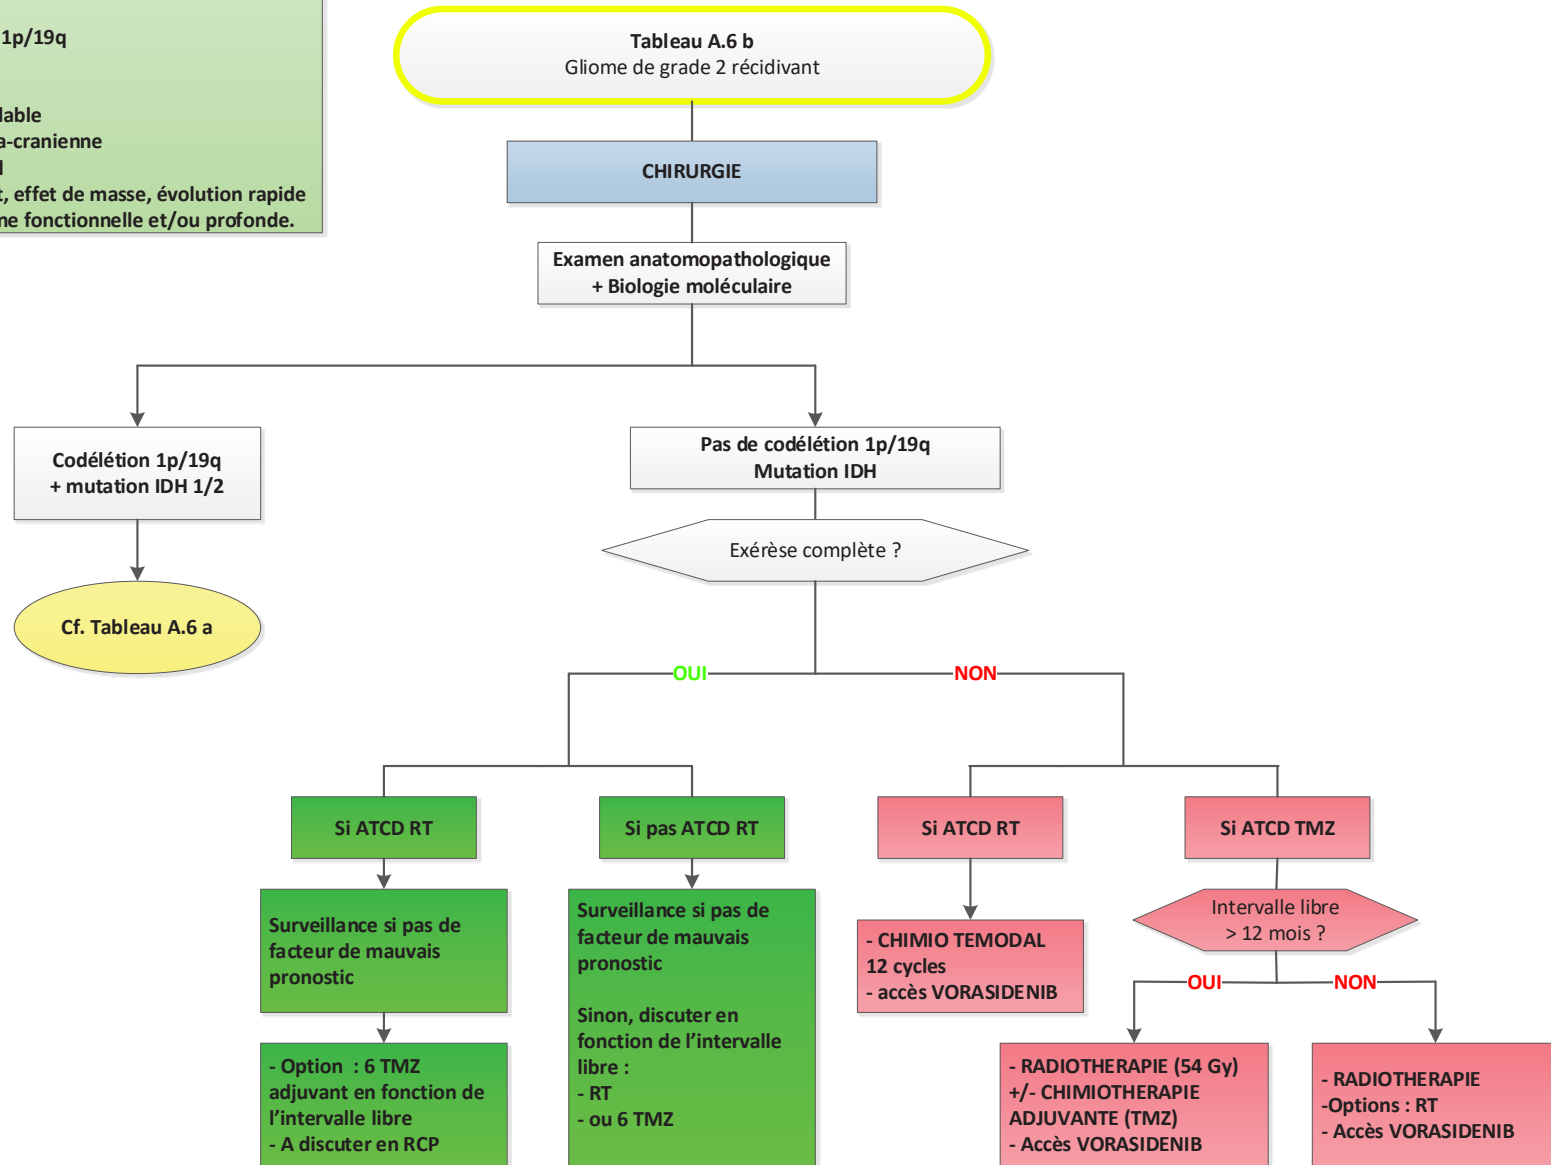 1p/19q
t, effet de masse, évolution rapide
fonctionnelle et/ou profonde.
Tableau A.6 b
Gliome de grade 2 récidivant
CHIRURGIE
Examen anatomopathologique
+ Biologie moléculaire
Codélétion 1p/19q
+ mutation IDH 1/2
Cf. Tableau A.6 a
Pas de codélétion 1p/19q
Mutation IDH
Exérèse complète ?
OUI
NON
Si ATCD RT
Surveillance si pas de
facteur de mauvais
pronostic
- Option : 6 TMZ
adjuvant en fonction de
l'intervalle libre
- A discuter en RCP
Si pas ATCD RT
Surveillance si pas de
facteur de mauvais
pronostic
Sinon, discuter en
fonction de l'intervalle
libre :
- RT
- ou 6 TMZ
Si ATCD RT
- CHIMIO TEMODAL
12 cycles
- accès VORASIDENIB
Si ATCD TMZ
Intervalle libre
> 12 mois ?
OUI
NON
- RADIOTHERAPIE (54 Gy)
+/- CHIMIOTHERAPIE
ADJUVANTE (TMZ)
- Accès VORASIDENIB
- RADIOTHERAPIE
-Options : RT
- Accès VORASIDENIB